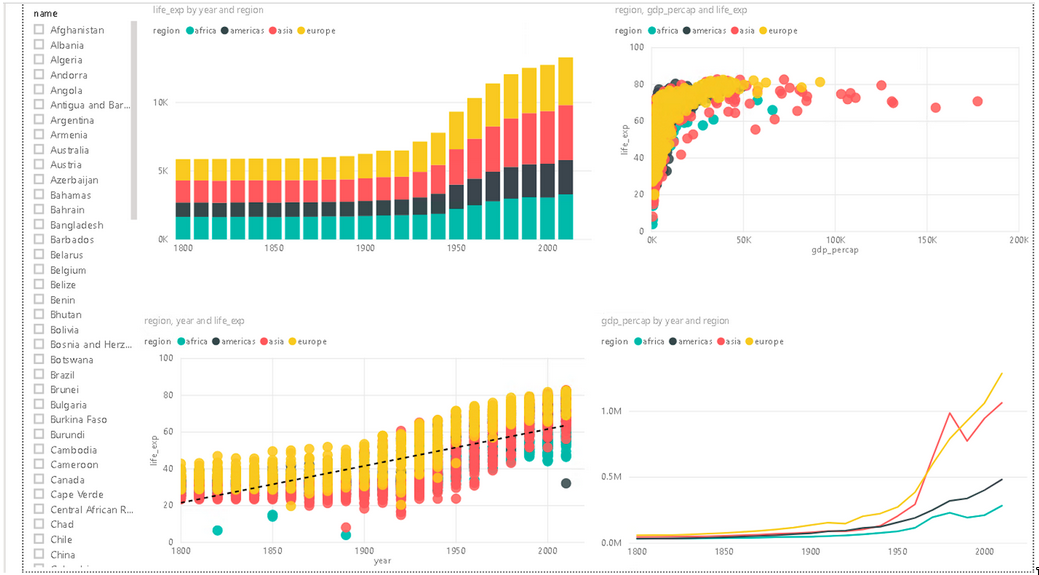 name
Afghanistan
Albania
Algeria
Andorra
Angola
Antigua and Bar...
Argentina
Armenia
Australia
Austria
Azerbaijan
Bahamas
Bahrain
Bangladesh
Barbados
Belarus
Belgium
Belize
Benin
Bhutan
Bolivia
Bosnia and Herz...
Botswana
Brazil
Brunei
Bulgaria
Burkina Faso
Burundi
Cambodia
Cameroon
Canada
Cape Verde
Central African R...
Chad
Chile
China
life_exp by year and region
region africa americas asia europe
10K
5K
0K
1800 1850 1900 1950 2000
region, gdp_percap and life_exp
region africa americas asia europe
100
80
60
40
20
0
life_exp
0K 50K 100K 150K 200K
gdp_percap
region, year and life_exp
region africa americas asia europe
100
80
60
40
20
0
life_exp
1800 1850 1900 1950 2000
year
gdp_percap by year and region
region africa americas asia europe
1.0M
0.5M
0.0M
1800 1850 1900 1950 2000